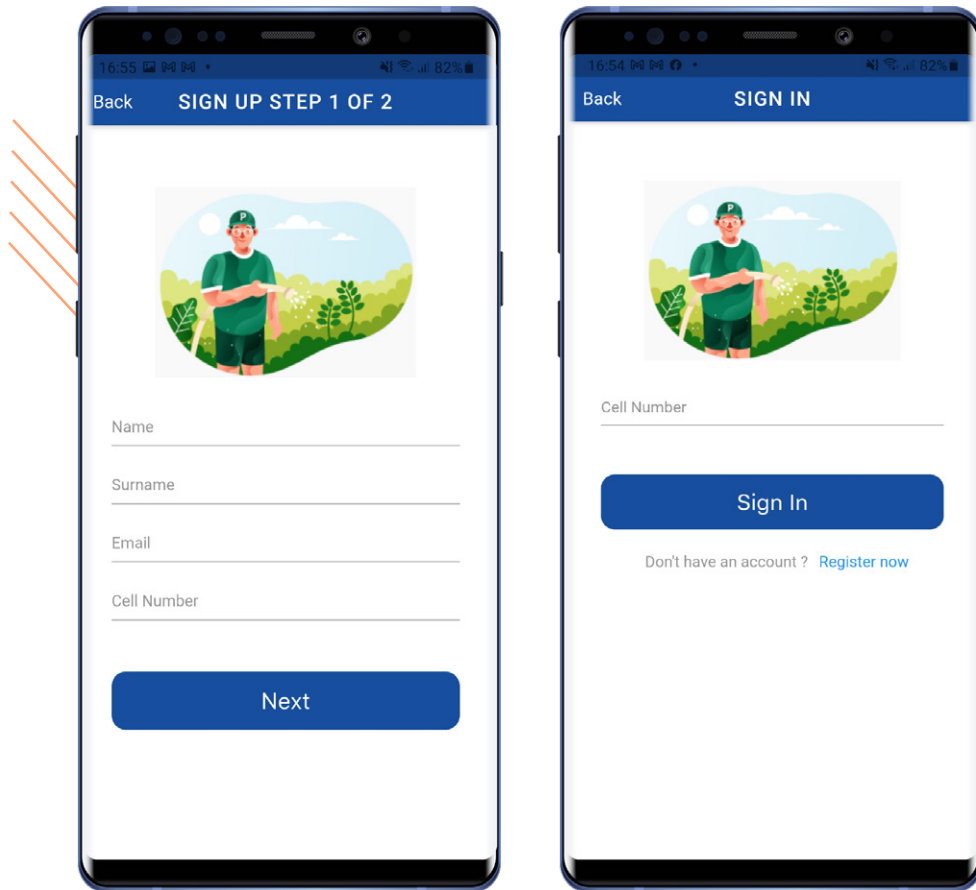 16:55
82%
Back SIGN UP STEP 1 OF 2
P
Name
Surname
Email
Cell Number
Next
16:54
82%
Back SIGN IN
P
Cell Number
Sign In
Don't have an account ? Register now